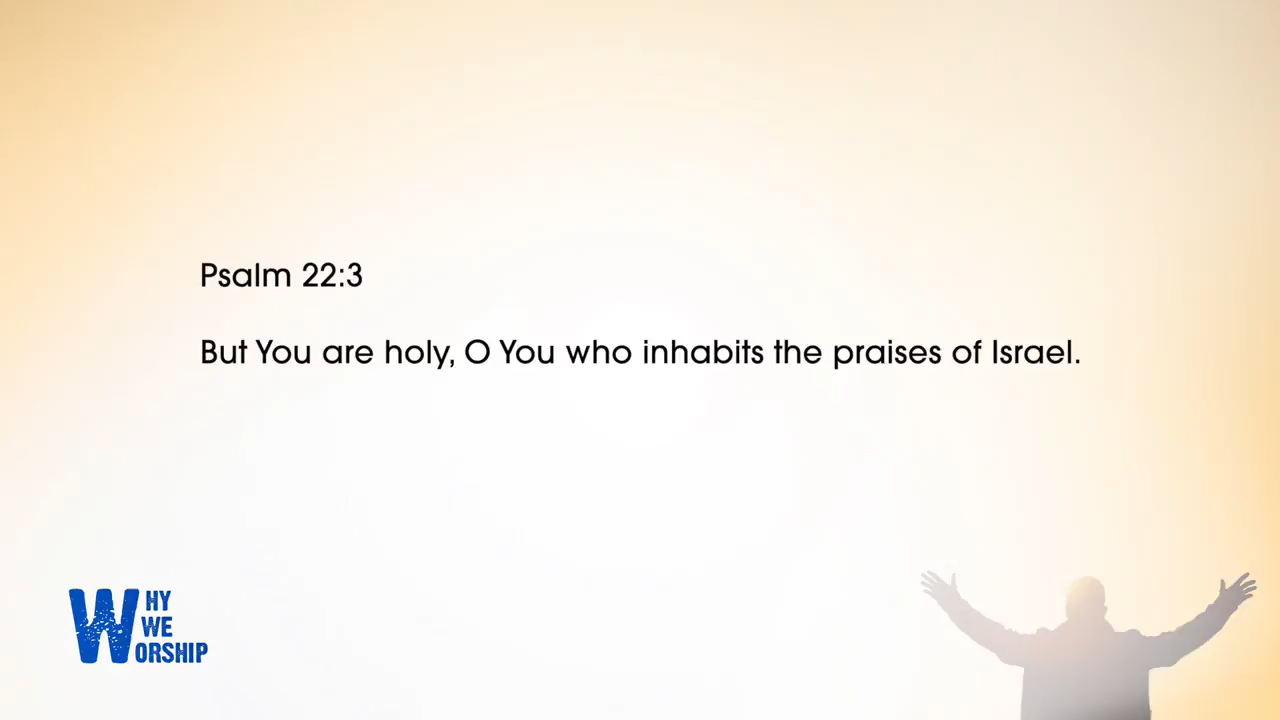 Psalm 22:3
But You are holy, O You who inhabits the praises of Israel.
WHY
WE
WORSHIP